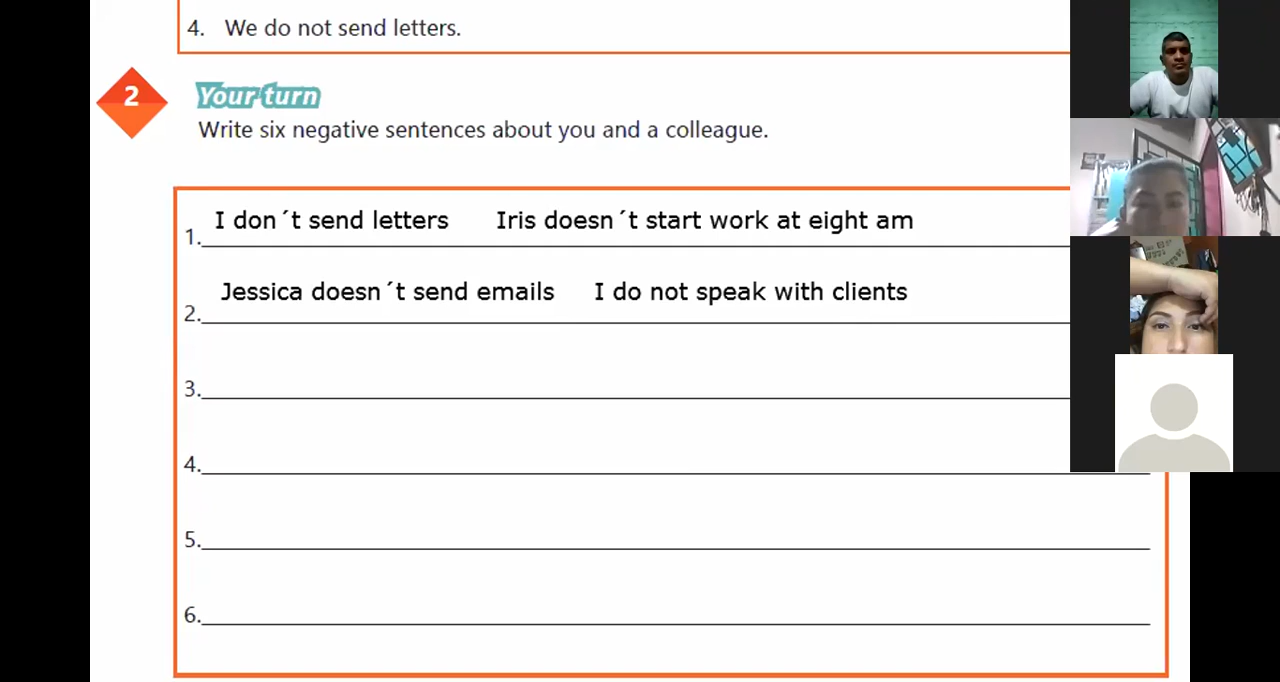 4. We do not send letters.
2 Your turn
Write six negative sentences about you and a colleague.
1. I don´t send letters Iris doesn´t start work at eight am
2. Jessica doesn´t send emails I do not speak with clients
3.
4.
5.
6.